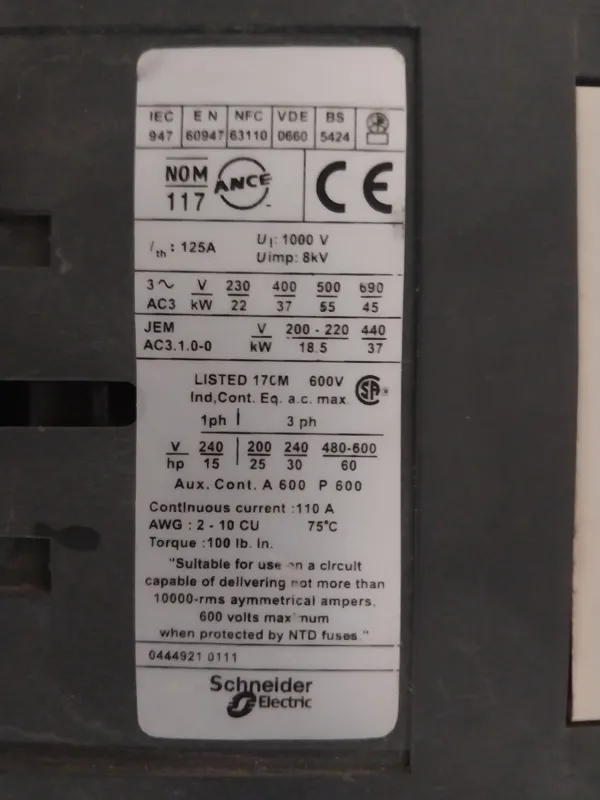 IEC EN NFC VDE BS
947 60947 63110 0660 5424
NOM ANCE CE
117
Ith : 125A Ui: 1000 V
Uimp: 8kV
3~ V 230 400 500 690
AC3 kW 22 37 55 45
JEM V 200 - 220 440
AC3.1.0-0 kW 18.5 37
LISTED 17CM 600V SA
Ind,Cont. Eq. a.c. max.
1ph 3 ph
V 240 200 240 480-600
hp 15 25 30 60
Aux. Cont. A 600 P 600
Continuous current :110 A
AWG : 2 - 10 CU 75°C
Torque :100 lb. in.
"Suitable for use on a circuit
capable of delivering not more than
10000-rms aymmetrical ampers,
600 volts maximum
when protected by NTD fuses."
0444921 0111
Schneider
Electric